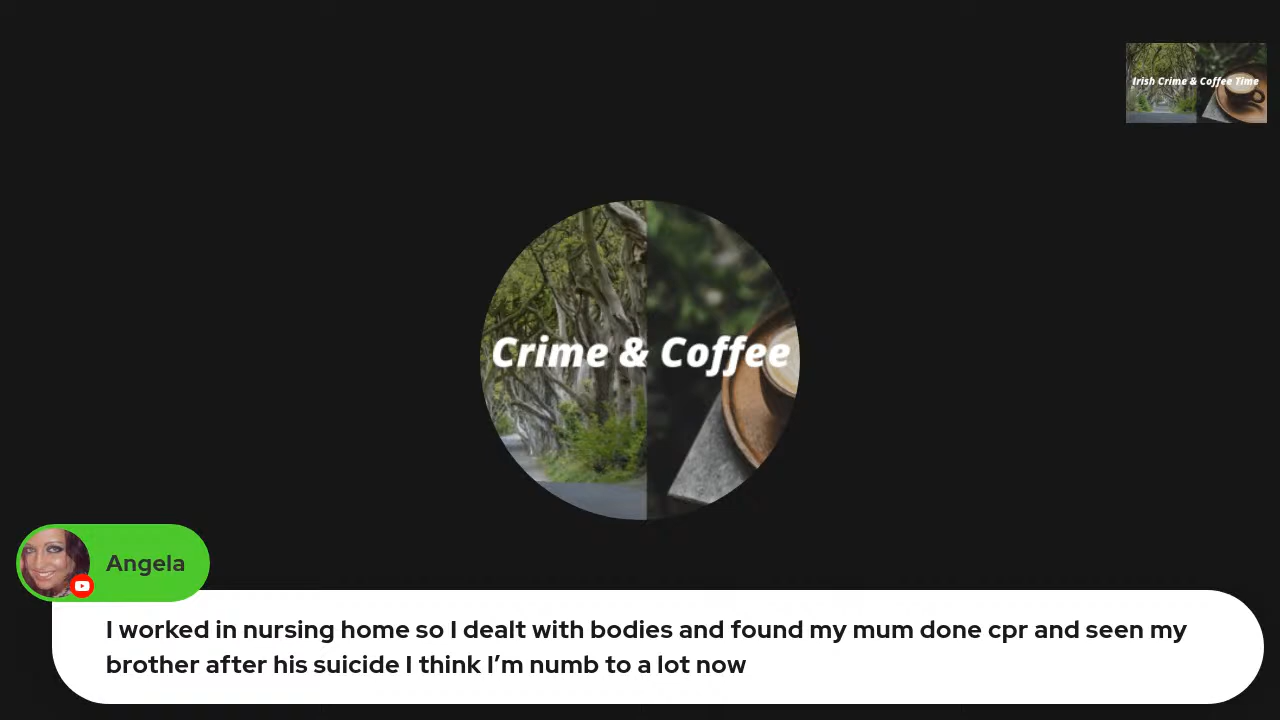 Irish Crime & Coffee Time
Crime & Coffee
Angela
I worked in nursing home so I dealt with bodies and found my mum done cpr and seen my
brother after his suicide I think I’m numb to a lot now